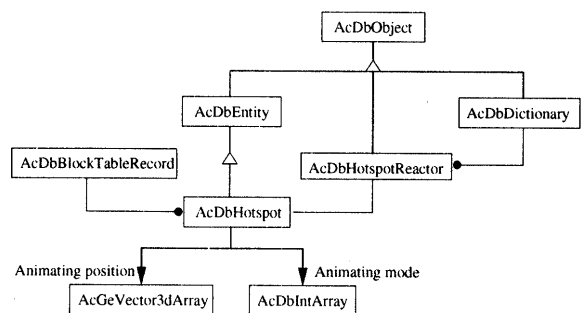 AcDbObject
AcDbEntity
AcDbDictionary
AcDbBlockTableRecord
AcDbHotspotReactor
AcDbHotspot
Animating position
Animating mode
AcGeVector3dArray
AcDbIntArray